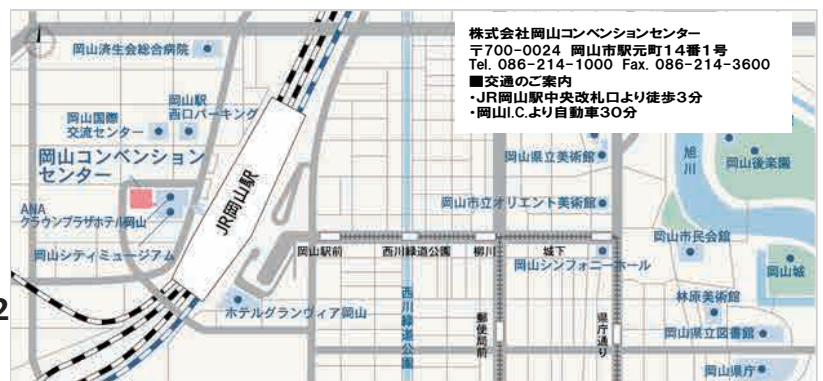 株式会社岡山コンベンションセンター
〒700-0024 岡山市駅元町14番1号
Tel. 086-214-1000 Fax. 086-214-3600
■交通のご案内
・JR岡山駅中央改札口より徒歩3分
・岡山I.C.より自動車30分
岡山済生会総合病院
岡山駅
西口パーキング
岡山国際
交流センター
岡山コンベンション
センター
ANA
クラウンプラザホテル岡山
岡山シティミュージアム
JR岡山駅
ホテルグランヴィア岡山
岡山県立美術館
岡山市立オリエント美術館
旭川
岡山後楽園
岡山駅前
西川緑道公園
柳川
城下
岡山シンフォニーホール
岡山市民会館
岡山城
西川緑道公園
郵便局前
県庁通り
林原美術館
岡山県立図書館
岡山県庁
2